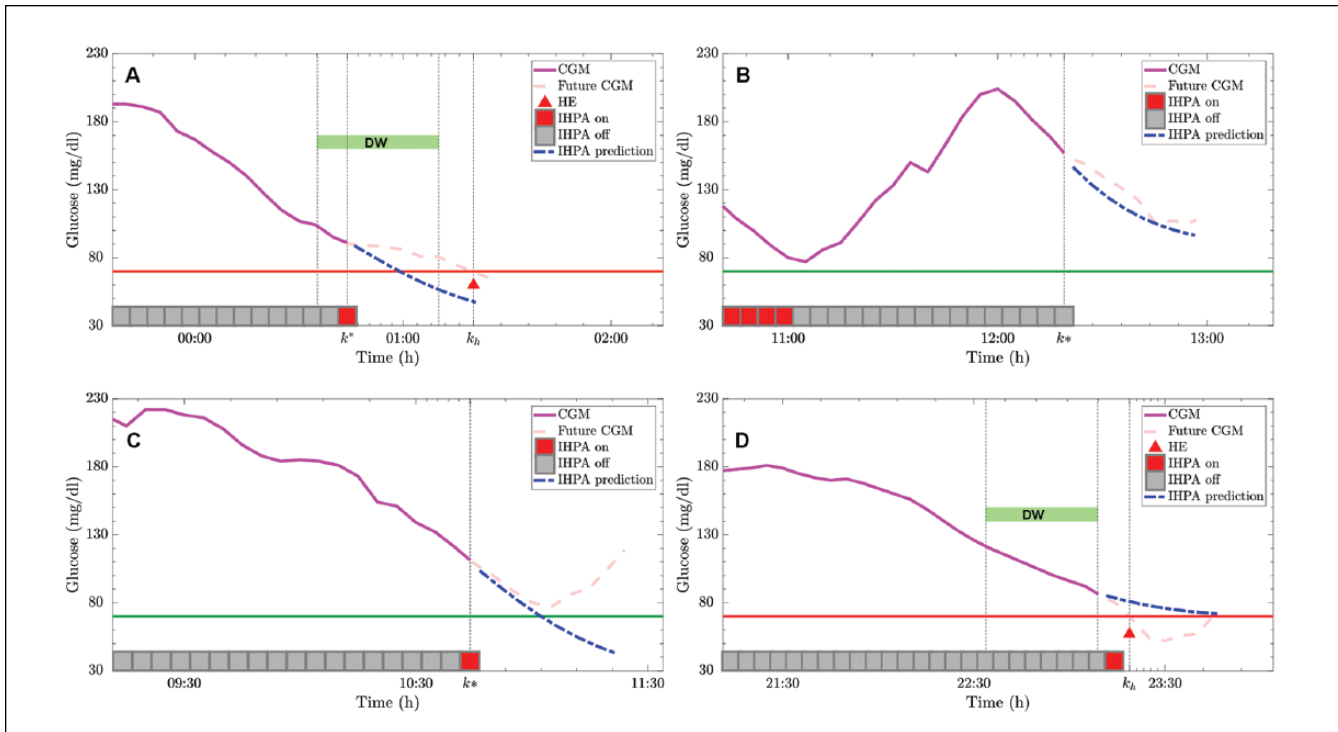 A
230
180
130
80
30
Glucose (mg/dl)
DW
CGM
Future CGM
HE
IHPA on
IHPA off
IHPA prediction
00:00
k*
01:00
k_h
02:00
Time (h)
B
230
180
130
80
30
Glucose (mg/dl)
CGM
Future CGM
IHPA on
IHPA off
IHPA prediction
11:00
12:00
k*
13:00
Time (h)
C
230
180
130
80
30
Glucose (mg/dl)
CGM
Future CGM
IHPA on
IHPA off
IHPA prediction
09:30
10:30
k*
11:30
Time (h)
D
230
180
130
80
30
Glucose (mg/dl)
DW
CGM
Future CGM
HE
IHPA on
IHPA off
IHPA prediction
21:30
22:30
k_h
23:30
Time (h)